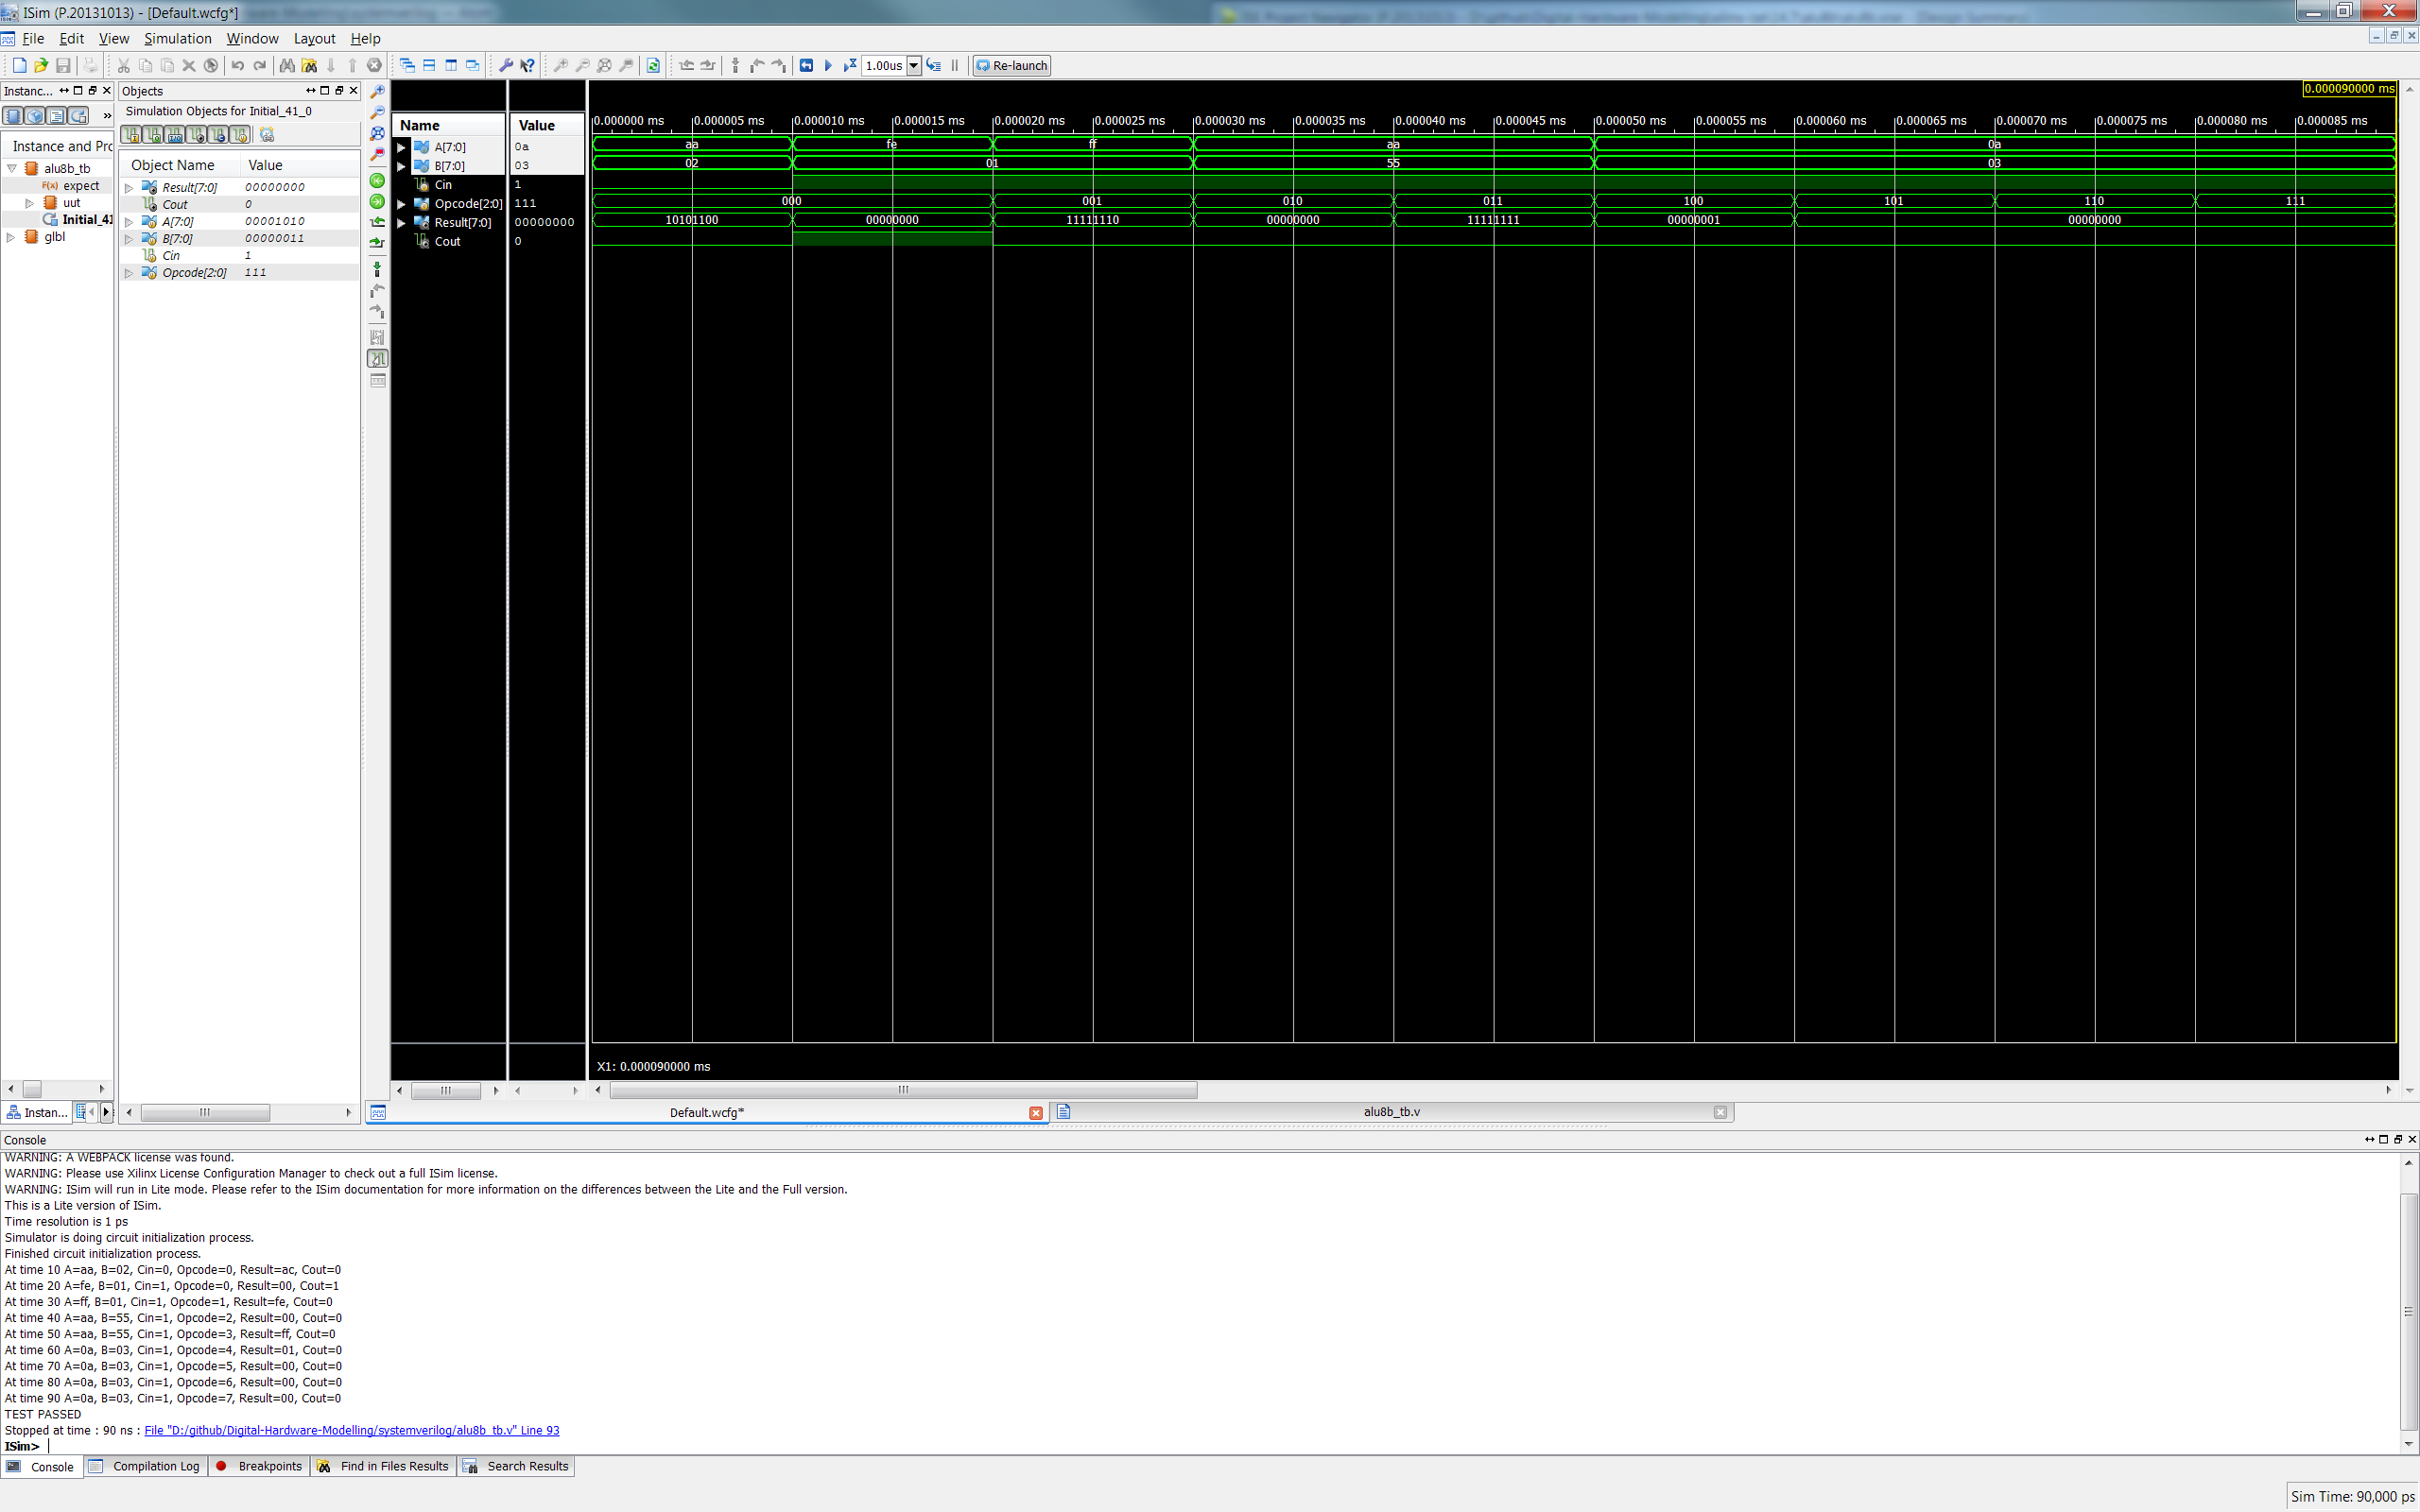 ISim (P.20131013) - [Default.wcfg*]
File Edit View Simulation Window Layout Help
1.00us Re-launch
Instanc...
Instance and Prc
alu8b_tb
expect
uut
Initial_41
glbl
Instan...
Objects
Simulation Objects for Initial_41_0
Object Name Value
Result[7:0] 00000000
Cout 0
A[7:0] 00001010
B[7:0] 00000011
Cin 1
Opcode[2:0] 111
0.000090000 ms
Name Value
0.000000 ms 0.000005 ms 0.000010 ms 0.000015 ms 0.000020 ms 0.000025 ms 0.000030 ms 0.000035 ms 0.000040 ms 0.000045 ms 0.000050 ms 0.000055 ms 0.000060 ms 0.000065 ms 0.000070 ms 0.000075 ms 0.000080 ms 0.000085 ms
A[7:0] 0a aa fe ff aa 0a
B[7:0] 03 02 01 55 03
Cin 1
Opcode[2:0] 111 000 001 010 011 100 101 110 111
Result[7:0] 00000000 10101100 00000000 11111110 00000000 11111111 00000001 00000000
Cout 0
X1: 0.000090000 ms
Default.wcfg* alu8b_tb.v
Console
WARNING: A WEBPACK license was found.
WARNING: Please use Xilinx License Configuration Manager to check out a full ISim license.
WARNING: ISim will run in Lite mode. Please refer to the ISim documentation for more information on the differences between the Lite and the Full version.
This is a Lite version of ISim.
Time resolution is 1 ps
Simulator is doing circuit initialization process.
Finished circuit initialization process.
At time 10 A=aa, B=02, Cin=0, Opcode=0, Result=ac, Cout=0
At time 20 A=fe, B=01, Cin=1, Opcode=0, Result=00, Cout=1
At time 30 A=ff, B=01, Cin=1, Opcode=1, Result=fe, Cout=0
At time 40 A=aa, B=55, Cin=1, Opcode=2, Result=00, Cout=0
At time 50 A=aa, B=55, Cin=1, Opcode=3, Result=ff, Cout=0
At time 60 A=0a, B=03, Cin=1, Opcode=4, Result=01, Cout=0
At time 70 A=0a, B=03, Cin=1, Opcode=5, Result=00, Cout=0
At time 80 A=0a, B=03, Cin=1, Opcode=6, Result=00, Cout=0
At time 90 A=0a, B=03, Cin=1, Opcode=7, Result=00, Cout=0
TEST PASSED
Stopped at time : 90 ns : File "D:/github/Digital-Hardware-Modelling/systemverilog/alu8b_tb.v" Line 93
ISim>
Console Compilation Log Breakpoints Find in Files Results Search Results
Sim Time: 90,000 ps